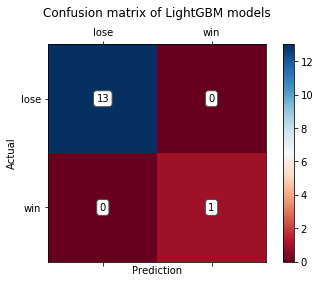 Confusion matrix of LightGBM models
lose win
12
lose 13 0
10
8
Actual
6
4
win 0 1
2
0
Prediction